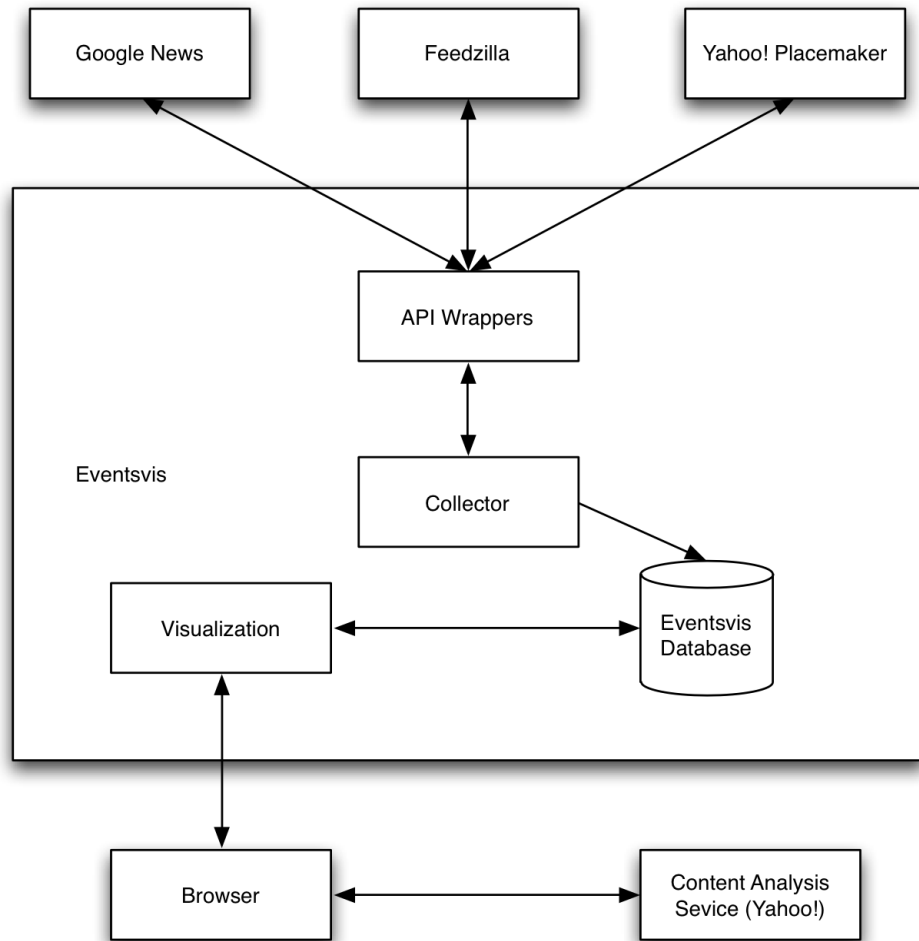 Google News
Feedzilla
Yahoo! Placemaker
API Wrappers
Eventsvis
Collector
Visualization
Eventsvis
Database
Browser
Content Analysis
Sevice (Yahoo!)